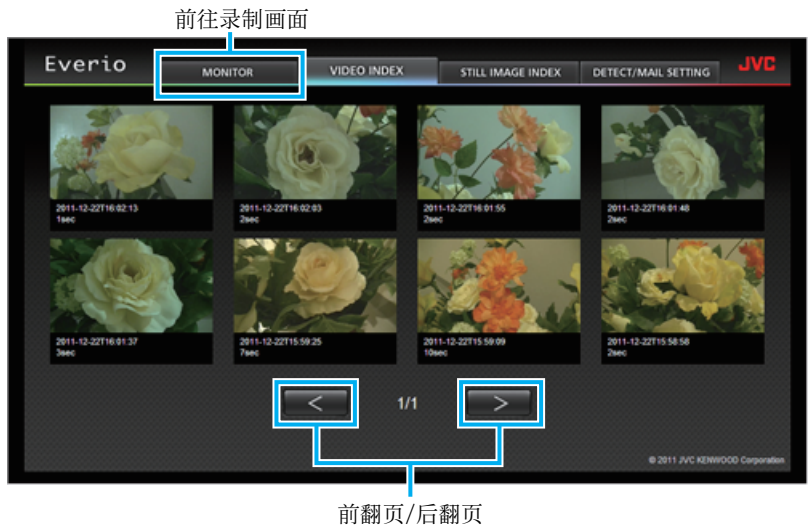 前往录制画面
Everio MONITOR VIDEO INDEX STILL IMAGE INDEX DETECT/MAIL SETTING JVC
2011-12-22T16:02:13 2011-12-22T16:02:03 2011-12-22T16:01:55 2011-12-22T16:01:48
1sec 2sec 2sec 2sec
2011-12-22T16:01:37 2011-12-22T15:59:25 2011-12-22T15:59:09 2011-12-22T15:58:58
3sec 7sec 10sec 2sec
< 1/1 >
© 2011 JVC KENWOOD Corporation
前翻页/后翻页